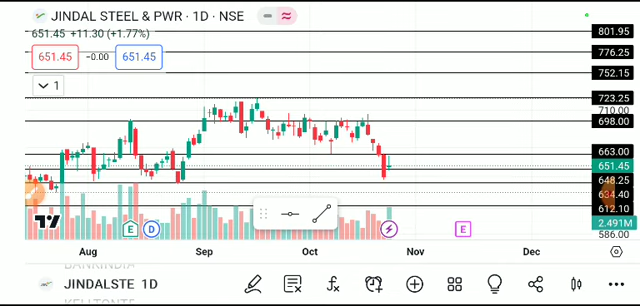 JINDAL STEEL & PWR · 1D · NSE
651.45 +11.30 (+1.77%)
651.45 −0.00 651.45
1
801.95
776.25
752.15
723.25
710.00
698.00
663.00
651.45
648.25
634.40
612.10
2.491M
586.00
E D E
Aug Sep Oct Nov Dec
BANKINDIA
JINDALSTE 1D